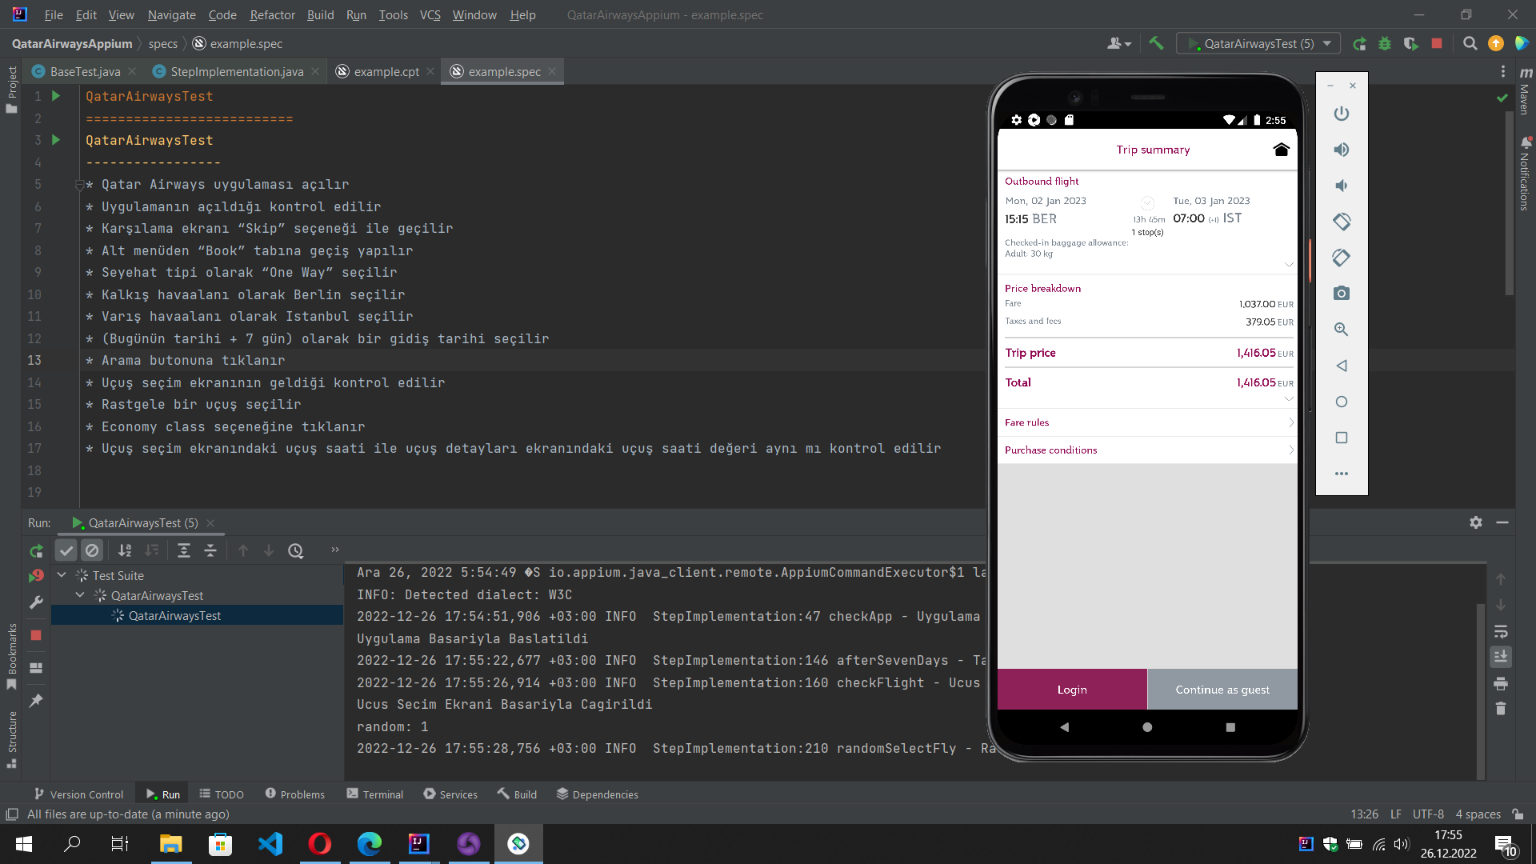 File Edit View Navigate Code Refactor Build Run Tools VCS Window Help QatarAirwaysAppium - example.spec
QatarAirwaysAppium specs example.spec
QatarAirwaysTest (5)
BaseTest.java StepImplementation.java example.cpt example.spec
Project
Maven
Notifications
Bookmarks
Structure
1 QatarAirwaysTest
2 ==========================
3 QatarAirwaysTest
4 -----------------
5 * Qatar Airways uygulaması açılır
6 * Uygulamanın açıldığı kontrol edilir
7 * Karşılama ekranı “Skip” seçeneği ile geçilir
8 * Alt menüden “Book” tabına geçiş yapılır
9 * Seyehat tipi olarak “One Way” seçilir
10 * Kalkış havaalanı olarak Berlin seçilir
11 * Varış havaalanı olarak Istanbul seçilir
12 * (Bugünün tarihi + 7 gün) olarak bir gidiş tarihi seçilir
13 * Arama butonuna tıklanır
14 * Uçuş seçim ekranının geldiği kontrol edilir
15 * Rastgele bir uçuş seçilir
16 * Economy class seçeneğine tıklanır
17 * Uçuş seçim ekranındaki uçuş saati ile uçuş detayları ekranındaki uçuş saati değeri aynı mı kontrol edilir
18
19
2:55
Trip summary
Outbound flight
Mon, 02 Jan 2023 Tue, 03 Jan 2023
15:15 BER 13h 45m 07:00 (+1) IST
1 stop(s)
Checked-in baggage allowance:
Adult: 30 kg
Price breakdown
Fare 1,037.00 EUR
Taxes and fees 379.05 EUR
Trip price 1,416.05 EUR
Total 1,416.05 EUR
Fare rules
Purchase conditions
Login Continue as guest
Run: QatarAirwaysTest (5)
Test Suite
QatarAirwaysTest
QatarAirwaysTest
Ara 26, 2022 5:54:49 �S io.appium.java_client.remote.AppiumCommandExecutor$1 la
INFO: Detected dialect: W3C
2022-12-26 17:54:51,906 +03:00 INFO StepImplementation:47 checkApp - Uygulama
Uygulama Basariyla Baslatildi
2022-12-26 17:55:22,677 +03:00 INFO StepImplementation:146 afterSevenDays - Ta
2022-12-26 17:55:26,914 +03:00 INFO StepImplementation:160 checkFlight - Ucus
Ucus Secim Ekrani Basariyla Cagirildi
random: 1
2022-12-26 17:55:28,756 +03:00 INFO StepImplementation:210 randomSelectFly - Ra
Version Control Run TODO Problems Terminal Services Build Dependencies
All files are up-to-date (a minute ago) 13:26 LF UTF-8 4 spaces
17:55
26.12.2022
10